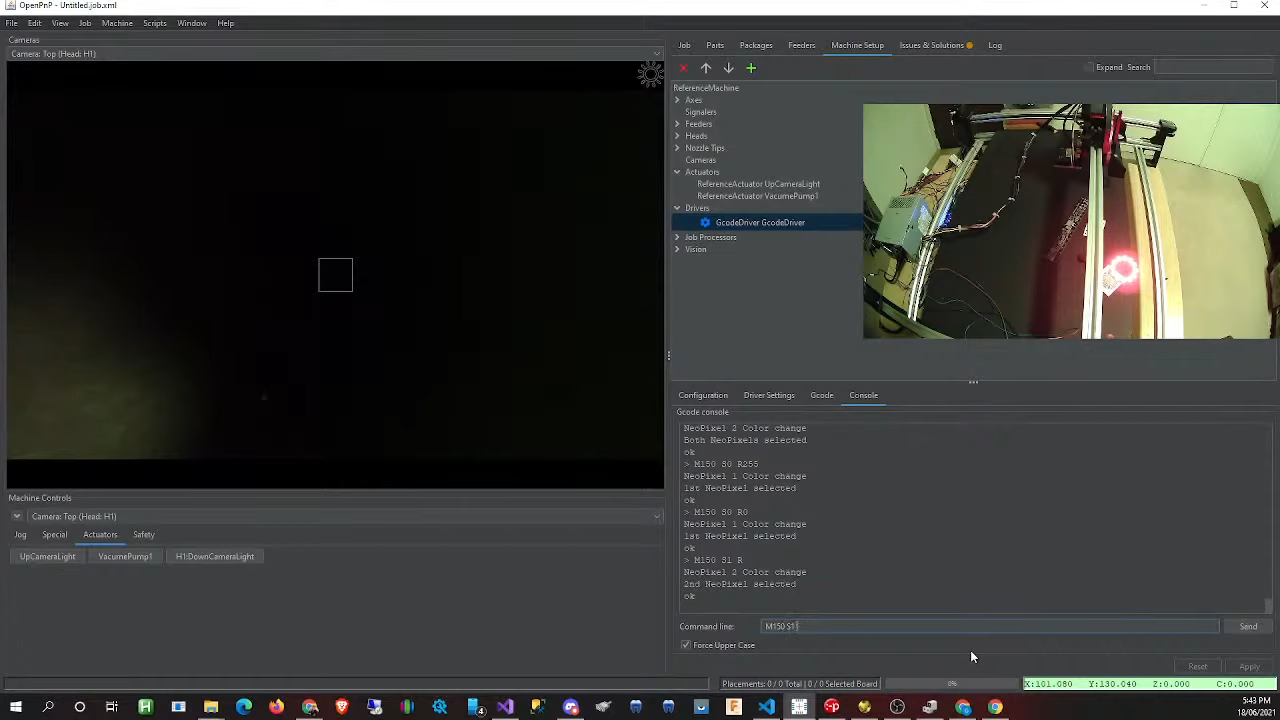 OpenPnP - Untitled.job.xml
File Edit View Job Machine Scripts Window Help
Cameras
Camera: Top (Head: H1)
Machine Controls
Camera: Top (Head: H1)
Jog Special Actuators Safety
UpCameraLight VacumePump1 H1:DownCameraLight
Job Parts Packages Feeders Machine Setup Issues & Solutions Log
Expand Search
ReferenceMachine
Axes
Signalers
Feeders
Heads
Nozzle Tips
Cameras
Actuators
ReferenceActuator UpCameraLight
ReferenceActuator VacumePump1
Drivers
GcodeDriver GcodeDriver
Job Processors
Vision
Configuration Driver Settings Gcode Console
Gcode console
NeoPixel 2 Color change
Both NeoPixels selected
ok
> M150 S0 R255
NeoPixel 1 Color change
1st NeoPixel selected
ok
> M150 S0 R0
NeoPixel 1 Color change
1st NeoPixel selected
ok
> M150 S1 R
NeoPixel 2 Color change
2nd NeoPixel selected
ok
Command line: M150 S1 Send
Force Upper Case
Reset Apply
Placements: 0 / 0 Total | 0 / 0 Selected Board 0% X:101.080 Y:130.040 Z:0.000 C:0.000
5:43 PM
18/06/2021